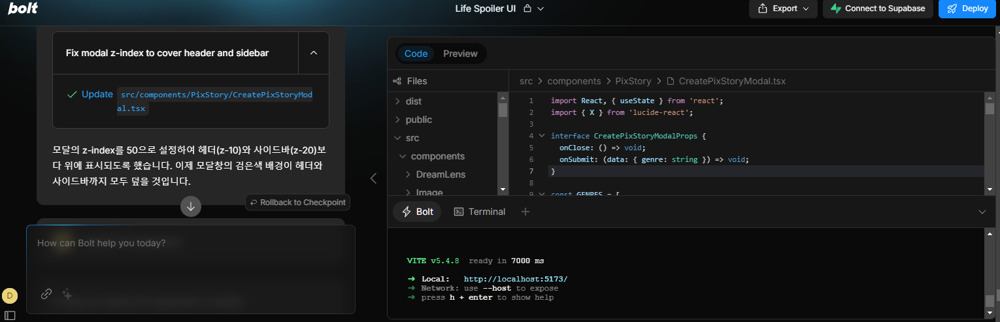 bolt
Life Spoiler UI
Export
Connect to Supabase
Deploy
Fix modal z-index to cover header and sidebar
Update src/components/PixStory/CreatePixStoryMod
al.tsx
모달의 z-index를 50으로 설정하여 헤더(z-10)와 사이드바(z-20)보
다 위에 표시되도록 했습니다. 이제 모달창의 검은색 배경이 헤더와
사이드바까지 모두 덮을 것입니다.
Rollback to Checkpoint
How can Bolt help you today?
D
Code Preview
Files
dist
public
src
components
DreamLens
Image
src > components > PixStory > CreatePixStoryModal.tsx
1 import React, { useState } from 'react';
2 import { X } from 'lucide-react';
3
4 interface CreatePixStoryModalProps {
5 onClose: () => void;
6 onSubmit: (data: { genre: string }) => void;
7 }
8
9 const GENRES = [
Bolt Terminal
VITE v5.4.8 ready in 7000 ms
➜ Local: http://localhost:5173/
➜ Network: use --host to expose
➜ press h + enter to show help